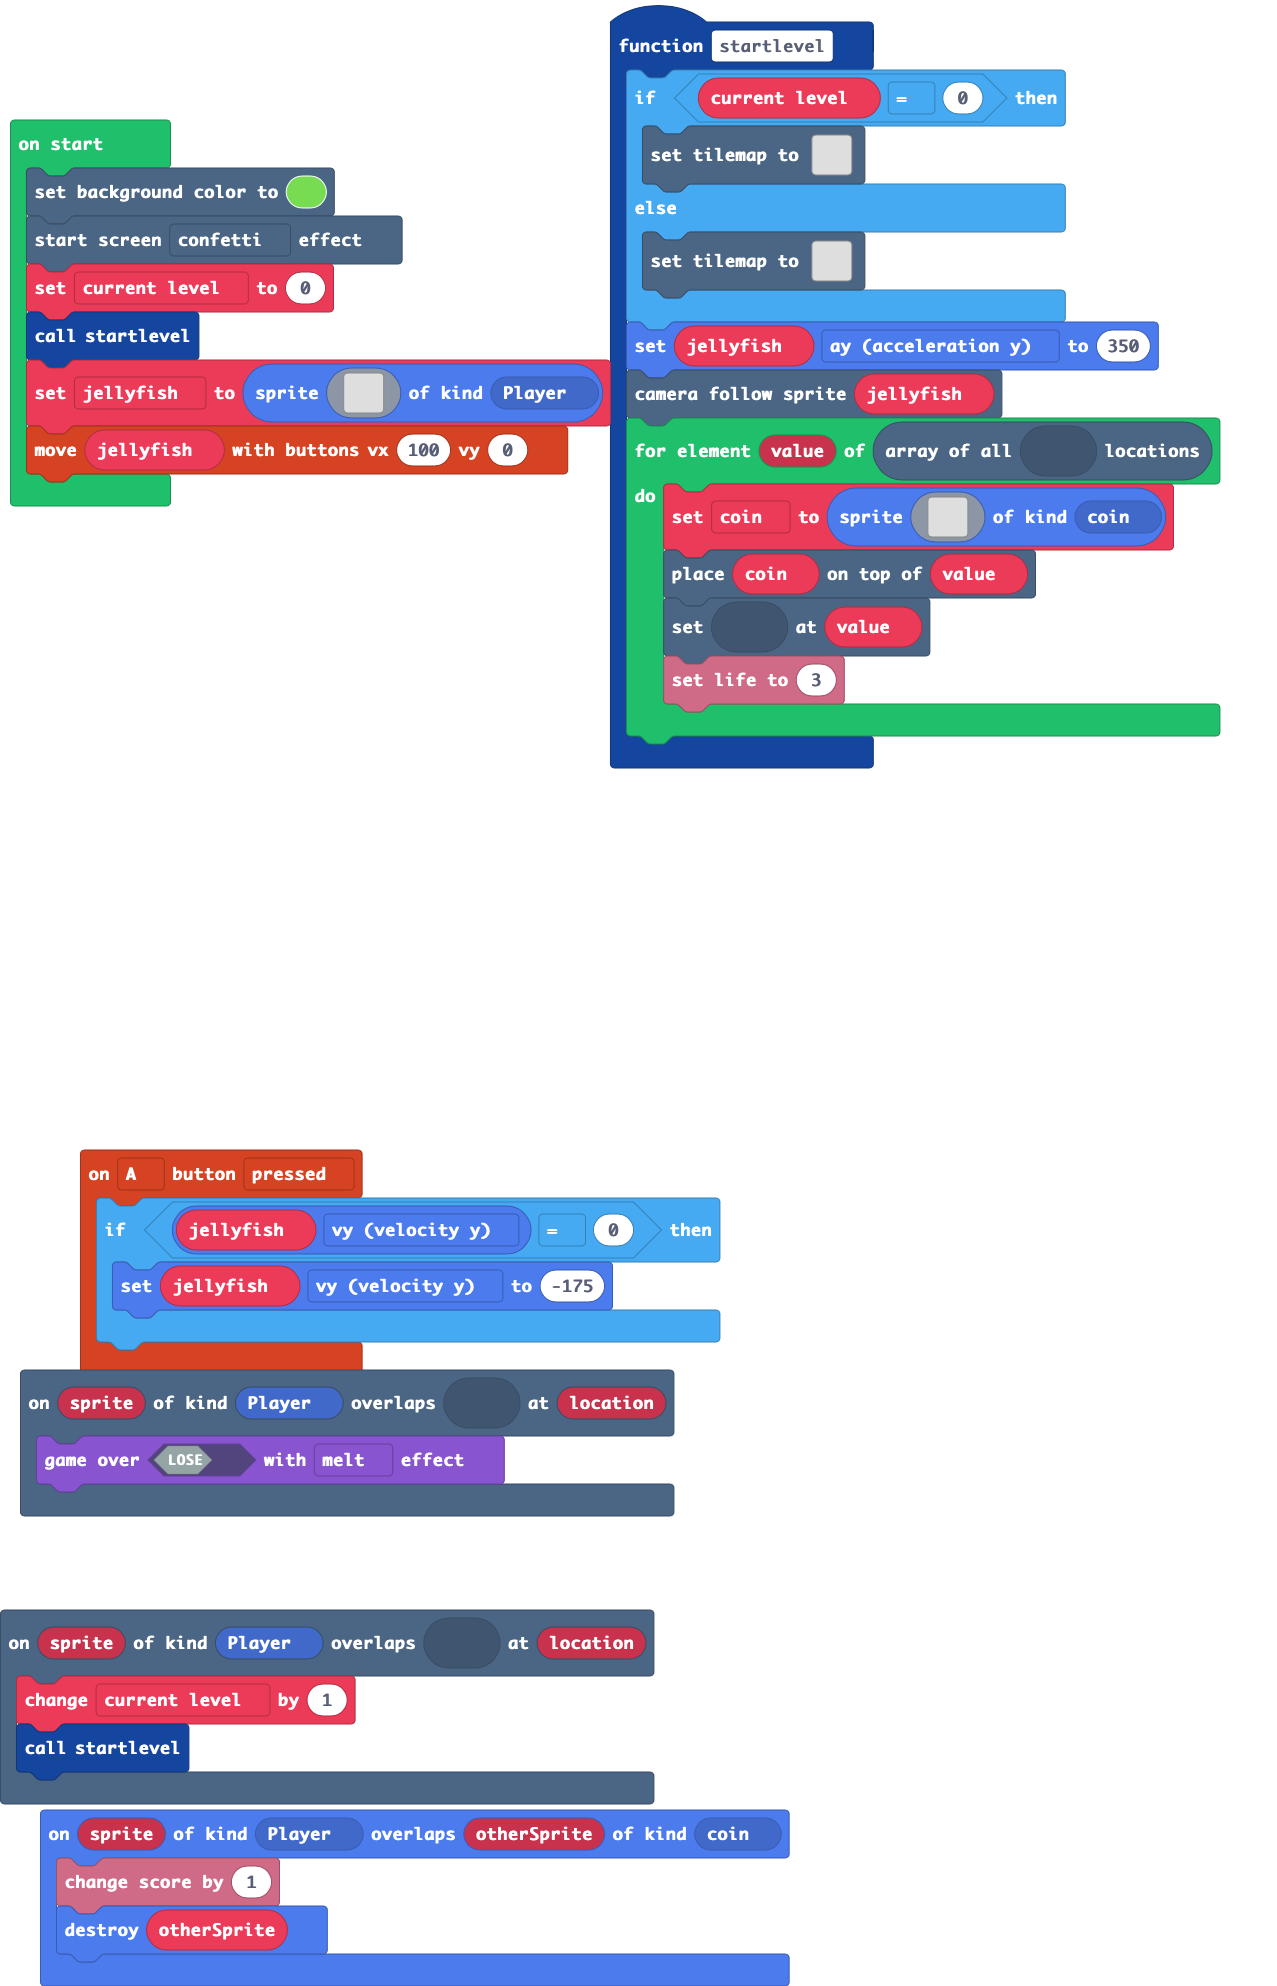 on start
set background color to
start screen confetti effect
set current level to 0
call startlevel
set jellyfish to sprite of kind Player
move jellyfish with buttons vx 100 vy 0
function startlevel
if current level = 0 then
set tilemap to
else
set tilemap to
set jellyfish ay (acceleration y) to 350
camera follow sprite jellyfish
for element value of array of all locations
do
set coin to sprite of kind coin
place coin on top of value
set at value
set life to 3
on A button pressed
if jellyfish vy (velocity y) = 0 then
set jellyfish vy (velocity y) to -175
on sprite of kind Player overlaps at location
game over LOSE with melt effect
on sprite of kind Player overlaps at location
change current level by 1
call startlevel
on sprite of kind Player overlaps otherSprite of kind coin
change score by 1
destroy otherSprite